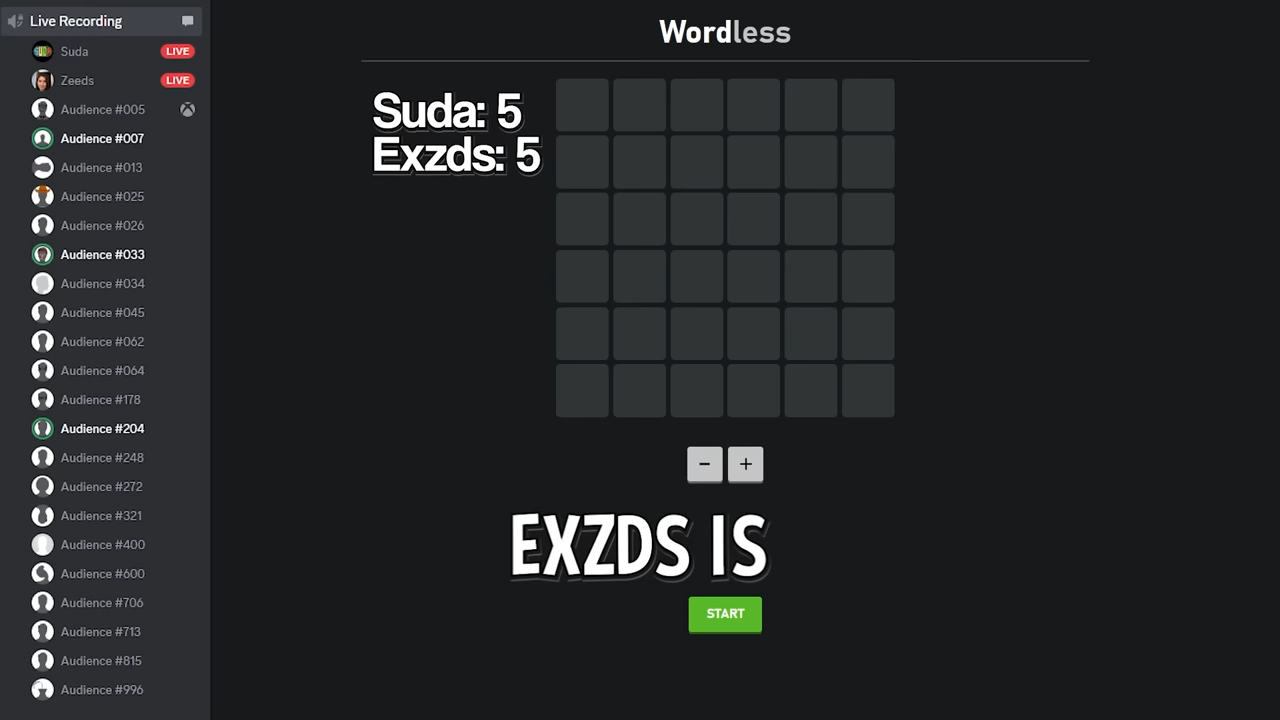 Live Recording
Suda LIVE
Zeeds LIVE
Audience #005
Audience #007
Audience #013
Audience #025
Audience #026
Audience #033
Audience #034
Audience #045
Audience #062
Audience #064
Audience #178
Audience #204
Audience #248
Audience #272
Audience #321
Audience #400
Audience #600
Audience #706
Audience #713
Audience #815
Audience #996
Wordless
Suda: 5
Exzds: 5
− +
EXZDS IS
START